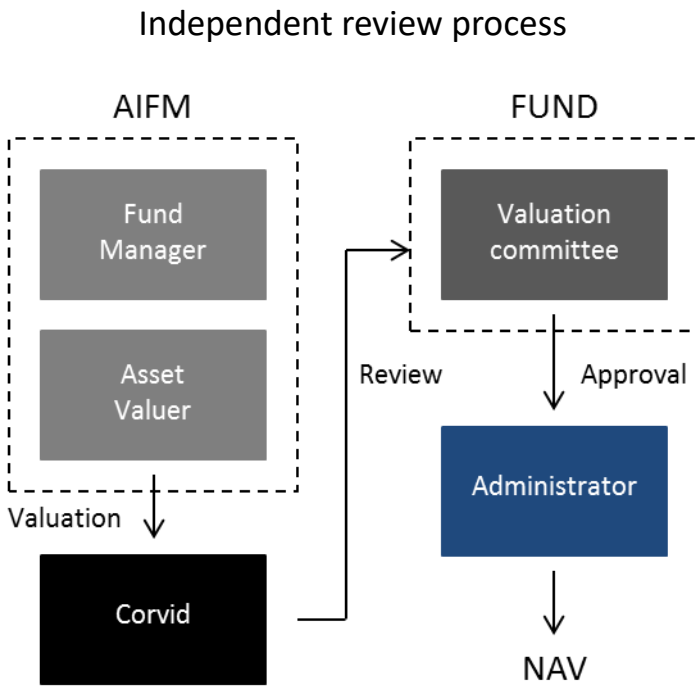 Independent review process
AIFM
Fund
Manager
Asset
Valuer
Valuation
Corvid
Review
FUND
Valuation
committee
Approval
Administrator
NAV